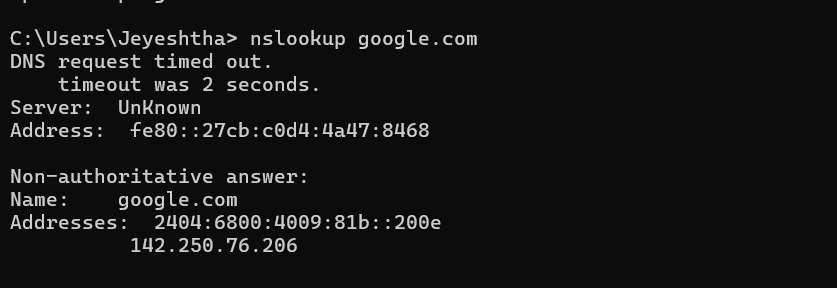 C:\Users\Jeyeshtha> nslookup google.com
DNS request timed out.
    timeout was 2 seconds.
Server:  UnKnown
Address:  fe80::27cb:c0d4:4a47:8468

Non-authoritative answer:
Name:    google.com
Addresses:  2404:6800:4009:81b::200e
          142.250.76.206